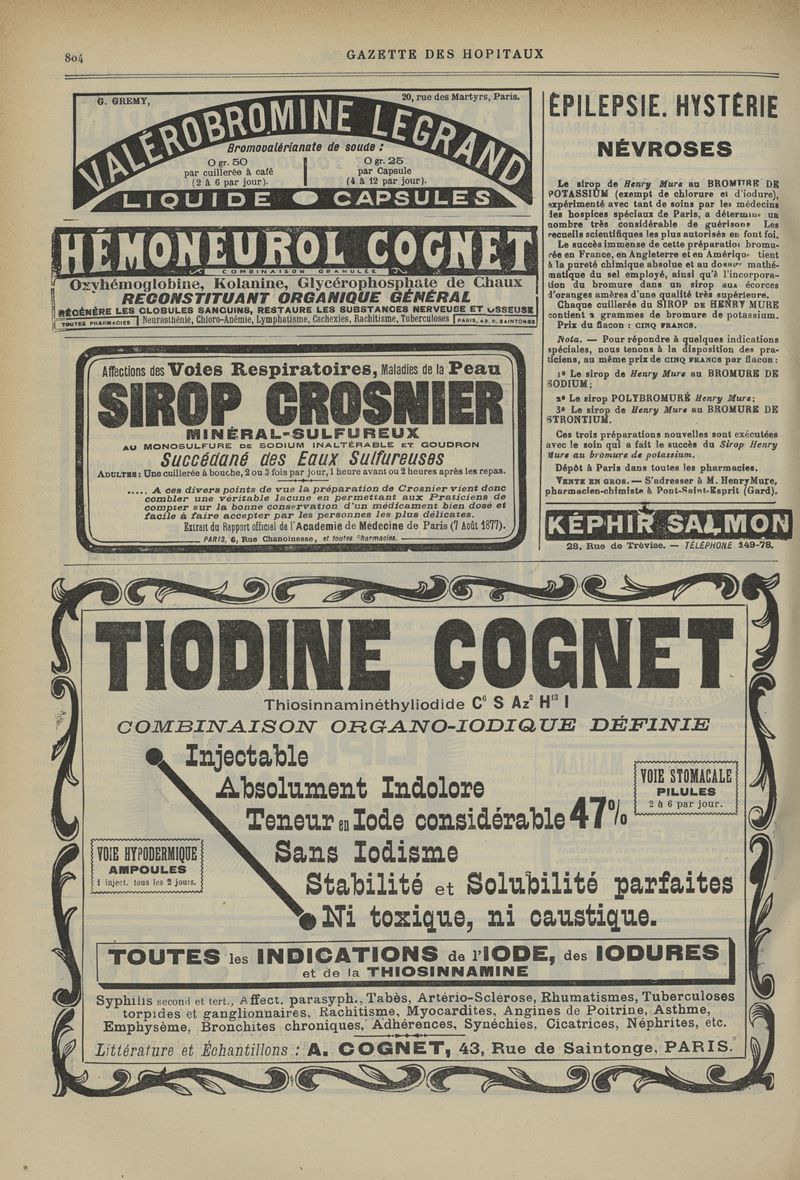 804
GAZETTE DES HOPITAUX
G. GREMY,
20, rue des Martyrs, Paris.
VALÉROBROMINE LEGRAND
Bromovalérianate de soude :
0 gr. 50
par cuillerée à café
(2 à 6 par jour).
0 gr. 25
par Capsule
(4 à 12 par jour).
LIQUIDE CAPSULES
HÉMONEUROL COGNET
COMBINAISON GRANULÉE
Oxyhémoglobine, Kolanine, Glycérophosphate de Chaux
RECONSTITUANT ORGANIQUE GÉNÉRAL
RÉGÉNÈRE LES GLOBULES SANGUINS, RESTAURE LES SUBSTANCES NERVEUSE ET OSSEUSE
TOUTES PHARMACIES
Neurasthénie, Chloro-Anémie, Lymphatisme, Cachexies, Rachitisme, Tuberculoses
PARIS, 43, R. SAINTONGE
Affections des Voies Respiratoires, Maladies de la Peau
SIROP CROSNIER
MINÉRAL-SULFUREUX
AU MONOSULFURE DE SODIUM INALTÉRABLE ET GOUDRON
Succédané des Eaux Sulfureuses
ADULTES : Une cuillerée à bouche, 2 ou 3 fois par jour, 1 heure avant ou 2 heures après les repas.
..... A ces divers points de vue la préparation de Crosnier vient donc
combler une véritable lacune en permettant aux Praticiens de
compter sur la bonne conservation d'un médicament bien dosé et
facile à faire accepter par les personnes les plus délicates.
Extrait du Rapport officiel de l'Academie de Médecine de Paris (7 Août 1877).
PARIS, 6, Rue Chanoinesse, et toutes Pharmacies.
ÉPILEPSIE. HYSTÉRIE
NÉVROSES
Le sirop de Henry Mure au BROMURE DE
POTASSIUM (exempt de chlorure et d'iodure),
expérimenté avec tant de soins par les médecins
des hospices spéciaux de Paris, a déterminé un
nombre très considérable de guérisons Les
recueils scientifiques les plus autorisés en font foi.
Le succès immense de cette préparation bromu-
rée en France, en Angleterre et en Amérique tient
à la pureté chimique absolue et au dosage mathé-
matique du sel employé, ainsi qu'à l'incorpora-
tion du bromure dans un sirop aux écorces
d'oranges amères d'une qualité très supérieure.
Chaque cuillerée du SIROP DE HENRY MURE
contient 2 grammes de bromure de potassium.
Prix du flacon : CINQ FRANCS.
Nota. — Pour répondre à quelques indications
spéciales, nous tenons à la disposition des pra-
ticiens, au même prix de CINQ FRANCS par flacon :
1º Le sirop de Henry Mure au BROMURE DE
SODIUM;
2º Le sirop POLYBROMURÉ Henry Mure;
3º Le sirop de Henry Mure au BROMURE DE
STRONTIUM.
Ces trois préparations nouvelles sont exécutées
avec le soin qui a fait le succès du Sirop Henry
Mure au bromure de potassium.
Dépôt à Paris dans toutes les pharmacies.
VENTE EN GROS. — S'adresser à M. HenryMure,
pharmacien-chimiste à Pont-Saint-Esprit (Gard).
KÉPHIR SALMON
28. Rue de Trévise. — TÉLÉPHONE 149-78.
TIODINE COGNET
Thiosinnaminéthyliodide C⁶ S Az² H¹³ I
COMBINAISON ORGANO-IODIQUE DÉFINIE
Injectable
Absolument Indolore
Teneur en Iode considérable 47%
VOIE STOMACALE
PILULES
2 à 6 par jour.
VOIE HYPODERMIQUE
AMPOULES
1 inject. tous les 2 jours.
Sans Iodisme
Stabilité et Solubilité parfaites
Ni toxique, ni caustique.
TOUTES les INDICATIONS de l'IODE, des IODURES
et de la THIOSINNAMINE
Syphilis second et tert., Affect. parasyph., Tabès, Artério-Sclérose, Rhumatismes, Tuberculoses
torpides et ganglionnaires, Rachitisme, Myocardites, Angines de Poitrine, Asthme,
Emphysème, Bronchites chroniques, Adhérences, Synéchies, Cicatrices, Néphrites, etc.
Littérature et Échantillons : A. COGNET, 43, Rue de Saintonge, PARIS.